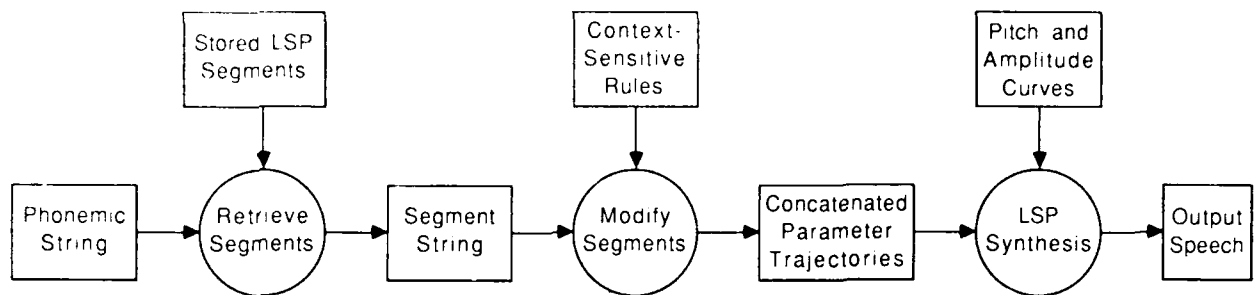 Stored LSP
Segments
Context-
Sensitive
Rules
Pitch and
Amplitude
Curves
Phonemic
String
Retrieve
Segments
Segment
String
Modify
Segments
Concatenated
Parameter
Trajectories
LSP
Synthesis
Output
Speech